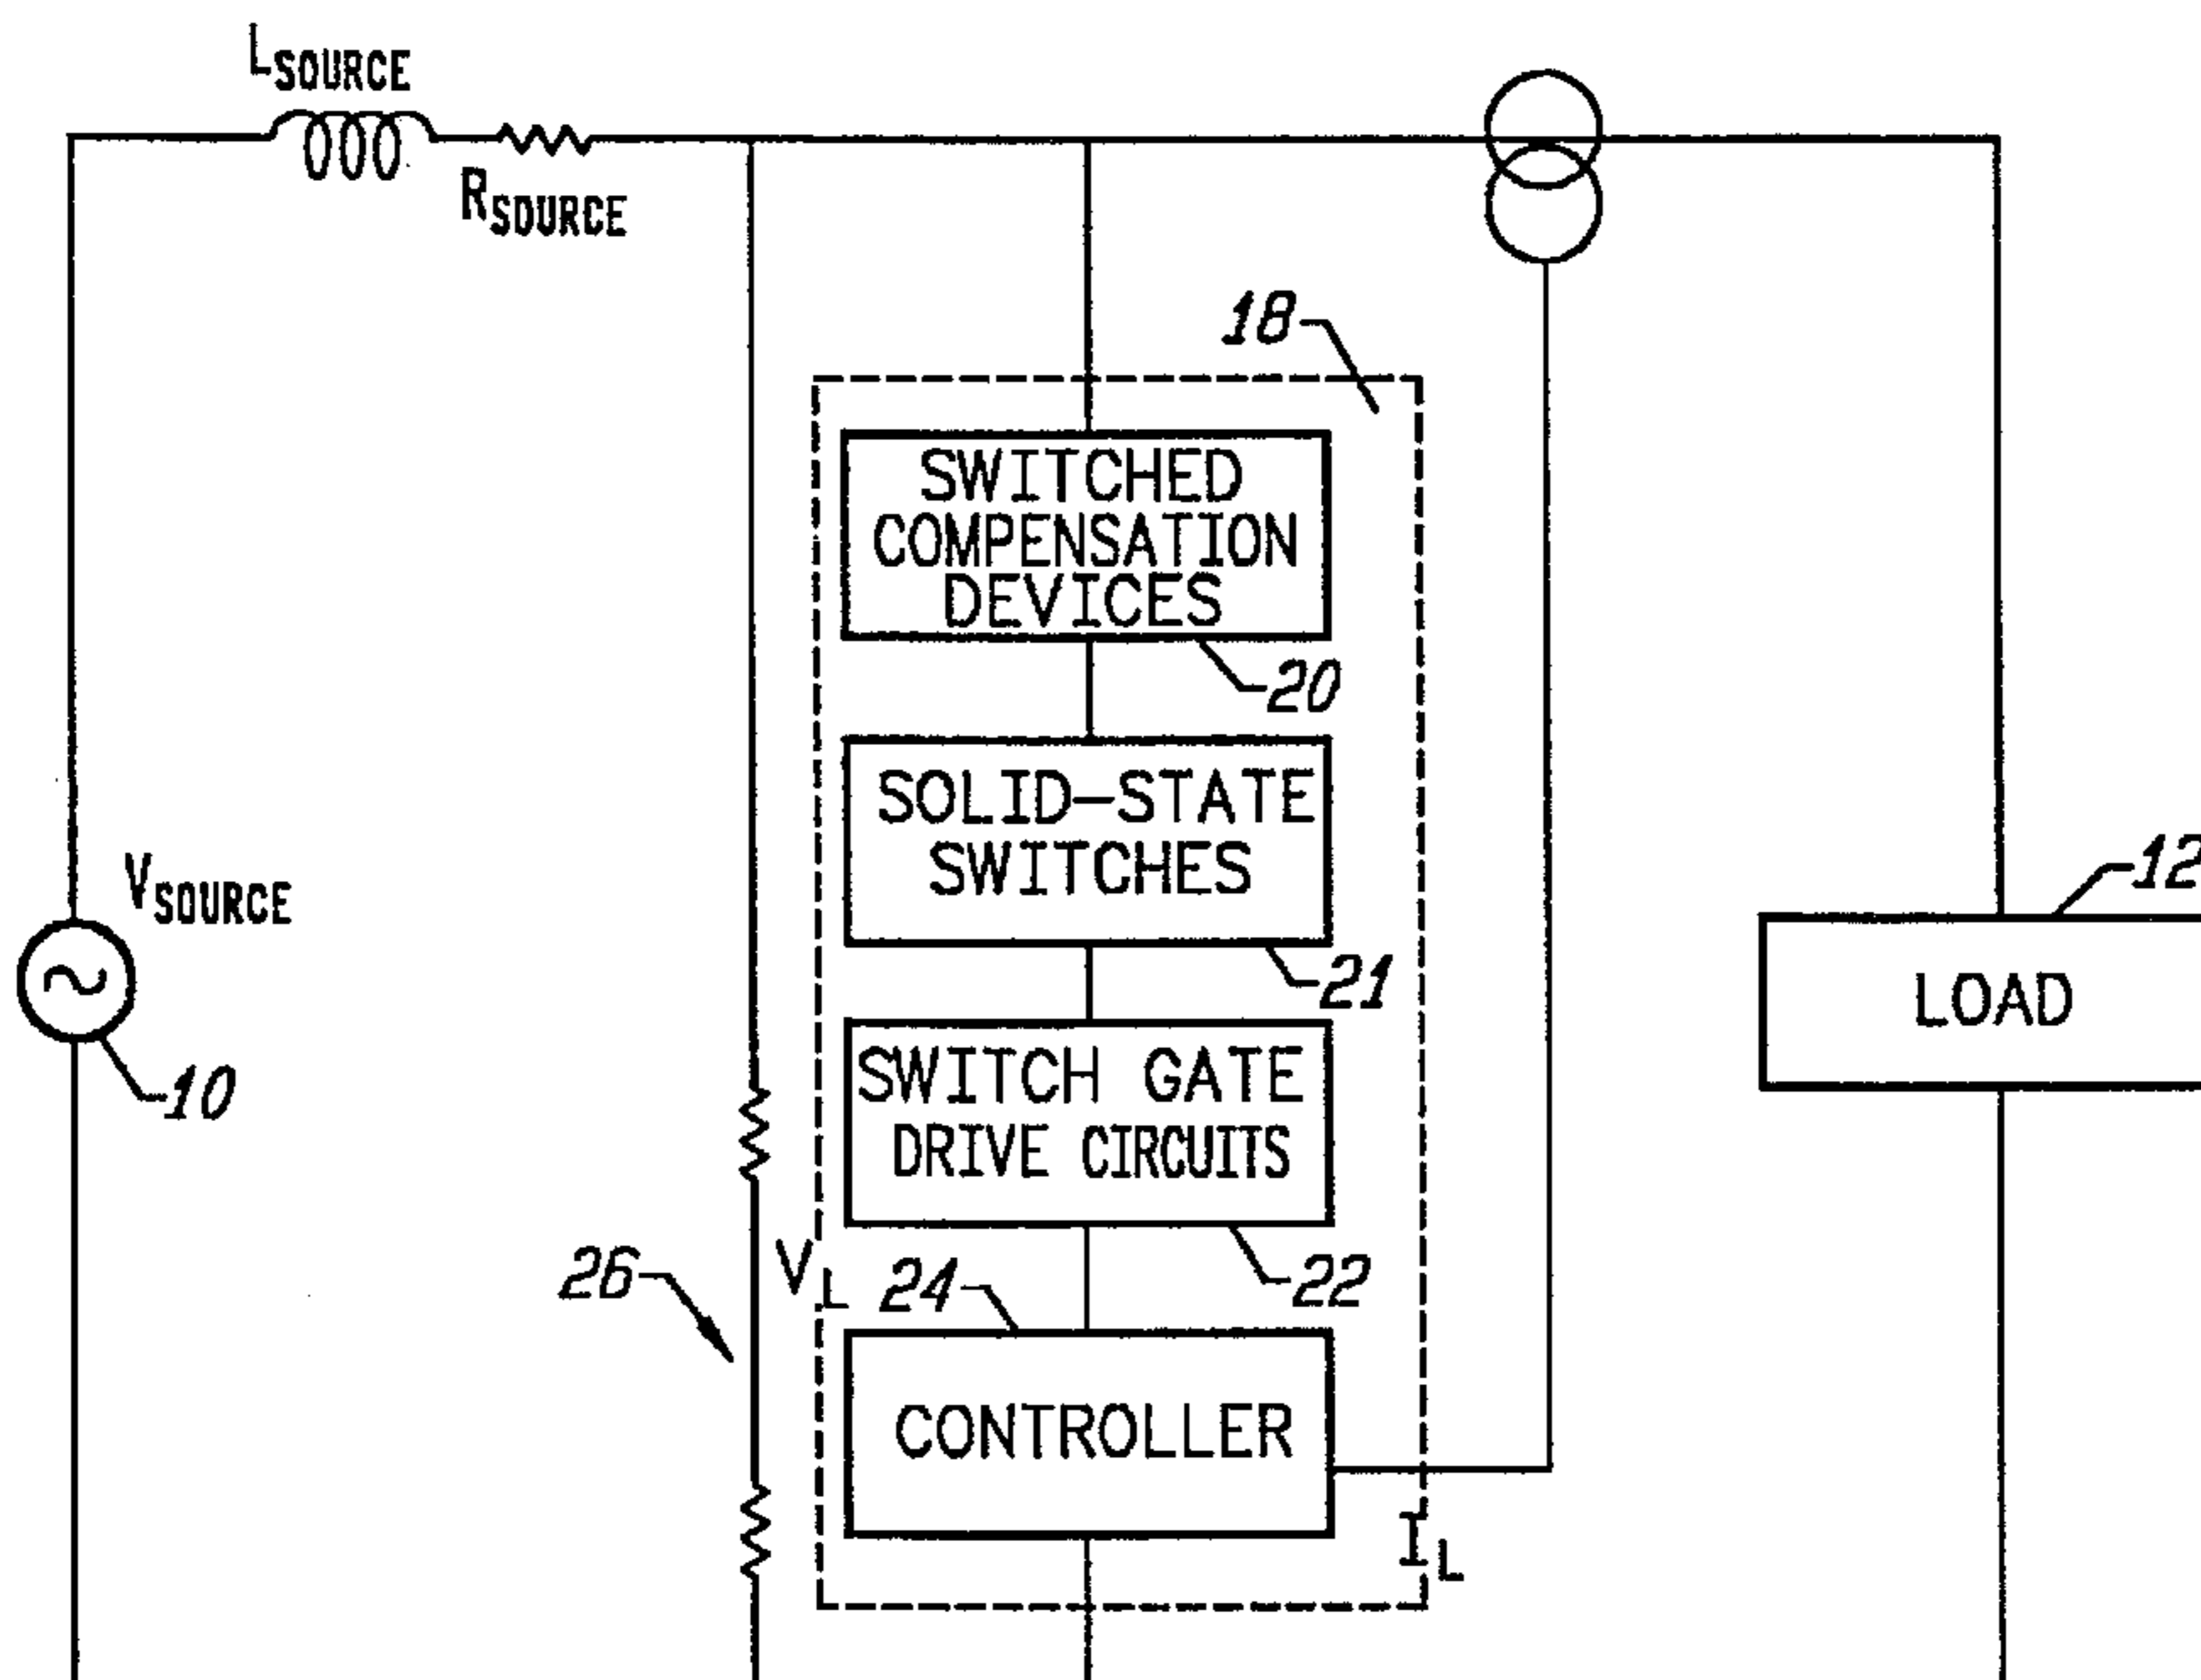 LSOURCE
RSOURCE
18
SWITCHED
COMPENSATION
DEVICES
20
SOLID-STATE
SWITCHES
21
VSOURCE
10
12
LOAD
SWITCH GATE
DRIVE CIRCUITS
22
26
VL
24
CONTROLLER
IL